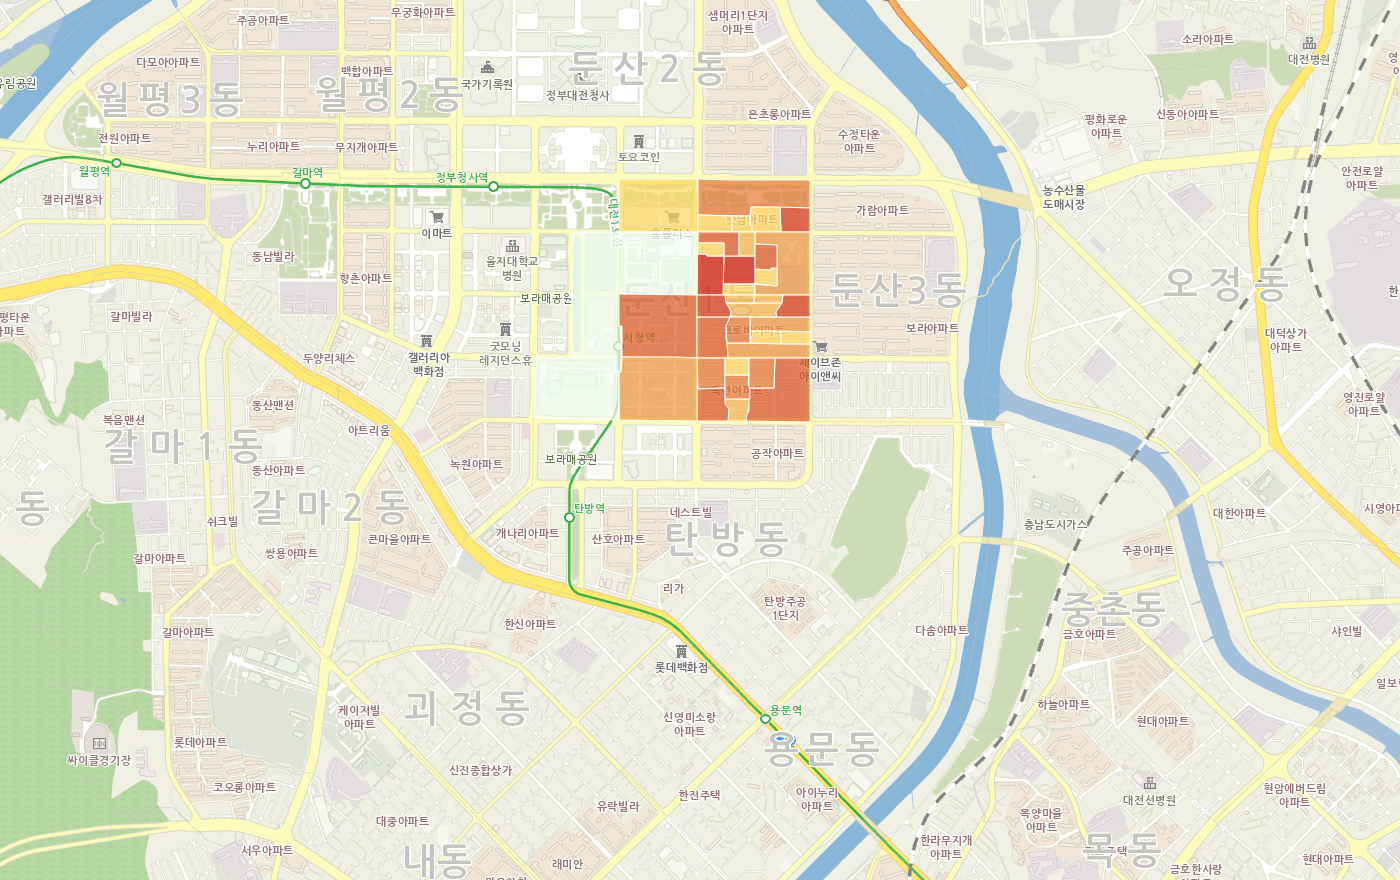 주공아파트
무궁화아파트
샘머리1단지
아파트
소라아파트
대전병원
다모아아파트
백합아파트
국가기록원
둔산2동
정부대전청사
유림공원
월평3동
월평2동
은초롱아파트
평화로운
아파트
신동아아파트
전원아파트
누리아파트
무지개아파트
토요코인
수정타운
아파트
월평역
갈마역
정부청사역
안전로얄
아파트
농수산물
도매시장
갤러리빌8차
이마트
홈플러스
가람아파트
동남빌라
을지대학교
병원
향촌아파트
보라매공원
둔산1동
둔산3동
오정동
갈마빌라
시청역
크로바아파트
보라아파트
대덕상가
아파트
두양리체스
갤러리아
백화점
굿모닝
레지던스휴
세이브존
아이앤씨
목련아파트
영진로얄
아파트
동산맨션
복음맨션
아트리움
갈마1동
녹원아파트
보라매공원
공작아파트
동산아파트
갈마2동
동
쉬크빌
탄방역
네스트빌
탄방동
충남도시가스
대한아파트
개나리아파트
산호아파트
큰마을아파트
쌍용아파트
갈마아파트
주공아파트
리가
탄방주공
1단지
중촌동
금호아파트
한신아파트
다솜아파트
갈마아파트
샤인빌
롯데백화점
괴정동
케이지빌
아파트
신영미소랑
아파트
용문역
용문동
하늘아파트
현대아파트
롯데아파트
싸이클경기장
신진종합상가
코오롱아파트
유락빌라
한진주택
아이누리
아파트
대전선병원
현암에버드림
아파트
대중아파트
목양마을
아파트
한라무지개
아파트
목동
서우아파트
내동
래미안
금호한사랑
아파트
현대아파트